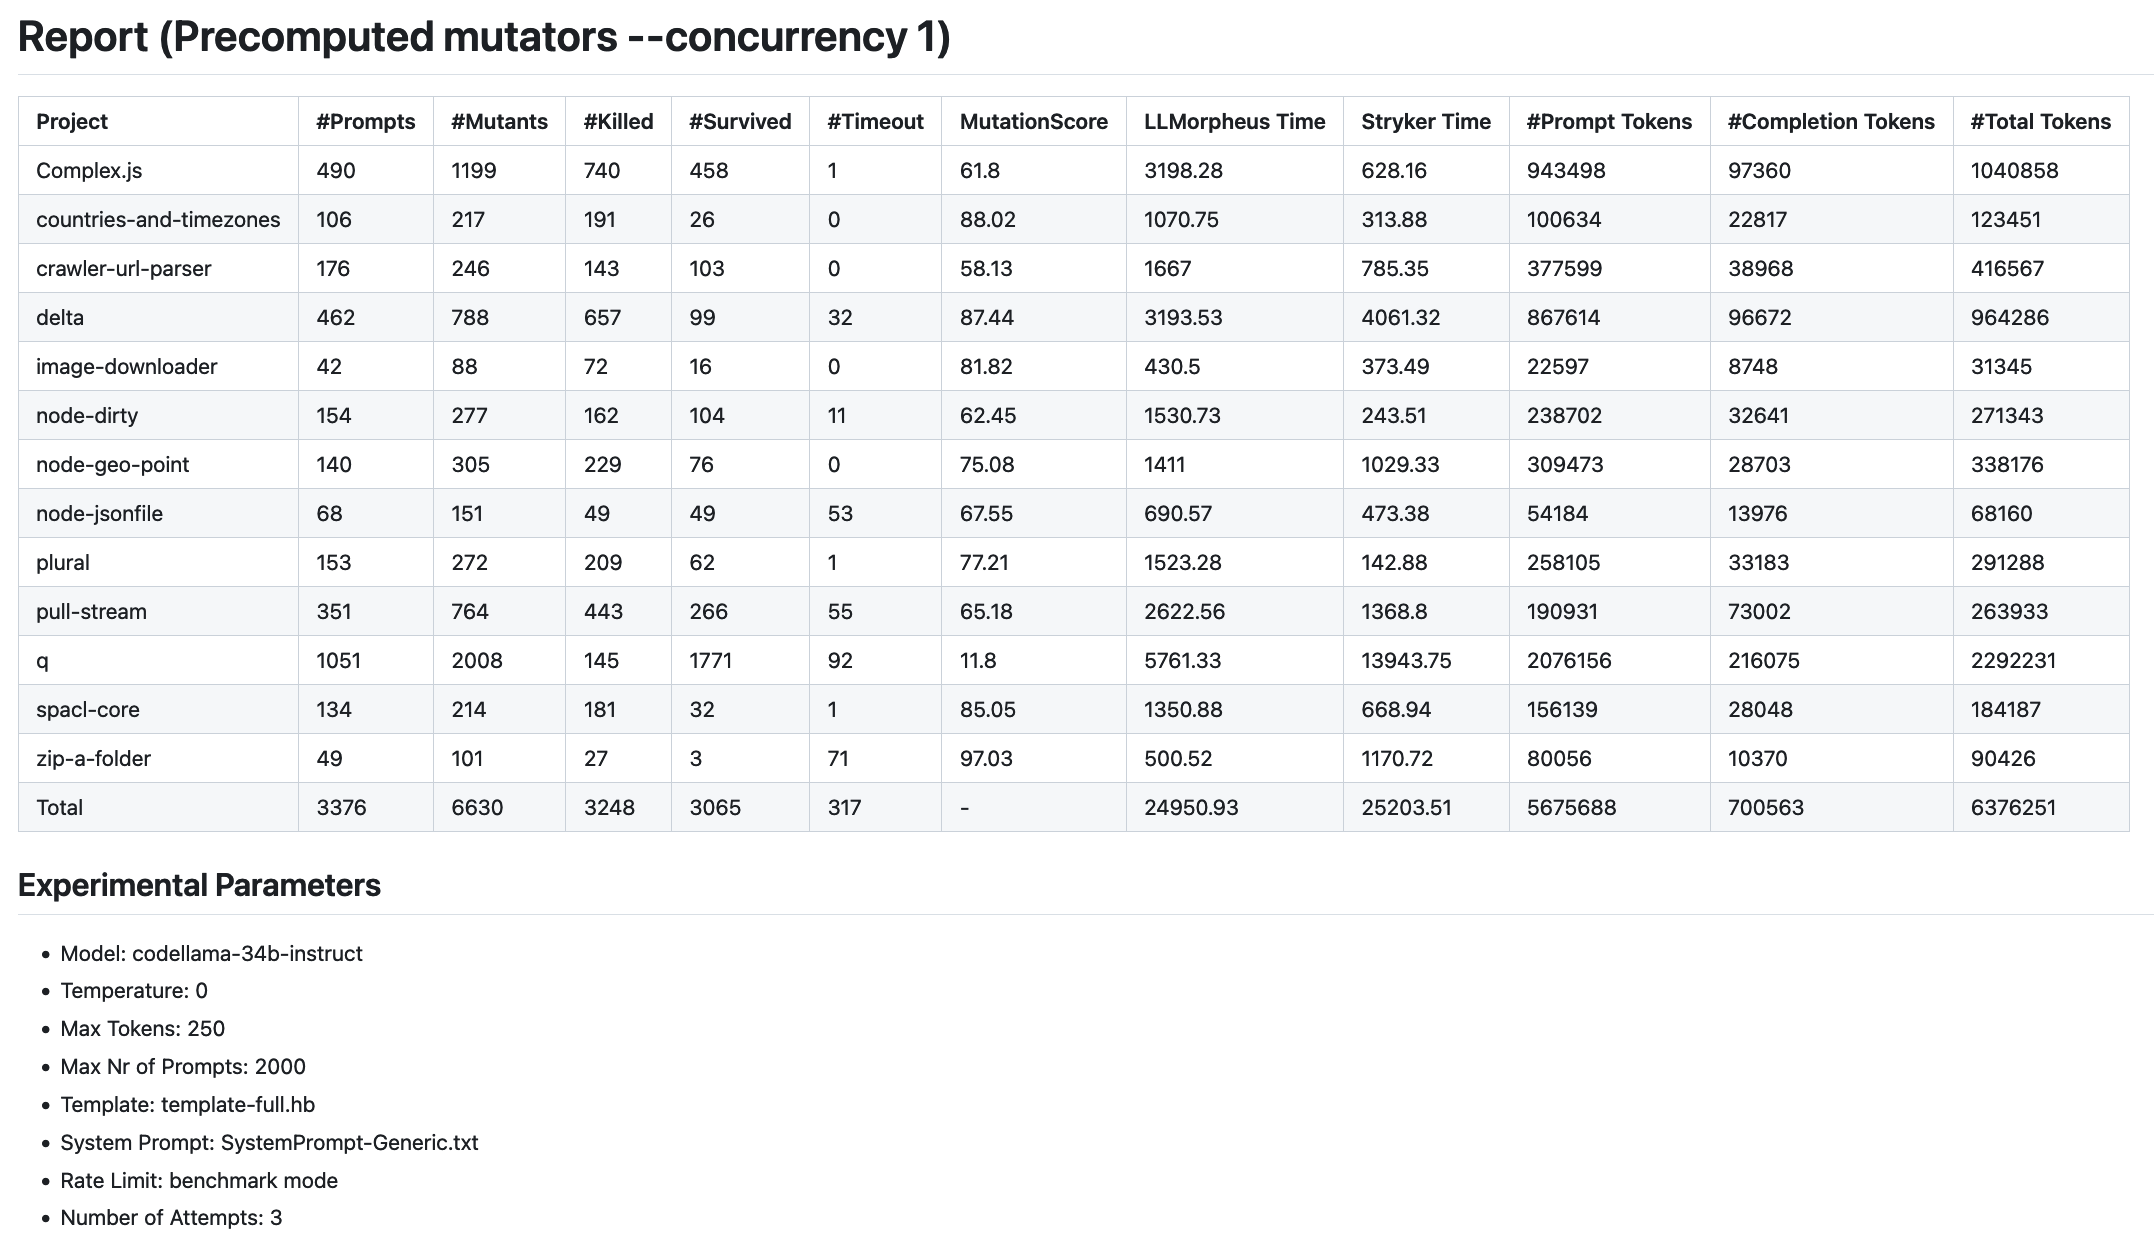 Report (Precomputed mutators --concurrency 1)
Project #Prompts #Mutants #Killed #Survived #Timeout MutationScore LLMorpheus Time Stryker Time #Prompt Tokens #Completion Tokens #Total Tokens
Complex.js 490 1199 740 458 1 61.8 3198.28 628.16 943498 97360 1040858
countries-and-timezones 106 217 191 26 0 88.02 1070.75 313.88 100634 22817 123451
crawler-url-parser 176 246 143 103 0 58.13 1667 785.35 377599 38968 416567
delta 462 788 657 99 32 87.44 3193.53 4061.32 867614 96672 964286
image-downloader 42 88 72 16 0 81.82 430.5 373.49 22597 8748 31345
node-dirty 154 277 162 104 11 62.45 1530.73 243.51 238702 32641 271343
node-geo-point 140 305 229 76 0 75.08 1411 1029.33 309473 28703 338176
node-jsonfile 68 151 49 49 53 67.55 690.57 473.38 54184 13976 68160
plural 153 272 209 62 1 77.21 1523.28 142.88 258105 33183 291288
pull-stream 351 764 443 266 55 65.18 2622.56 1368.8 190931 73002 263933
q 1051 2008 145 1771 92 11.8 5761.33 13943.75 2076156 216075 2292231
spacl-core 134 214 181 32 1 85.05 1350.88 668.94 156139 28048 184187
zip-a-folder 49 101 27 3 71 97.03 500.52 1170.72 80056 10370 90426
Total 3376 6630 3248 3065 317 - 24950.93 25203.51 5675688 700563 6376251
Experimental Parameters
• Model: codellama-34b-instruct
• Temperature: 0
• Max Tokens: 250
• Max Nr of Prompts: 2000
• Template: template-full.hb
• System Prompt: SystemPrompt-Generic.txt
• Rate Limit: benchmark mode
• Number of Attempts: 3